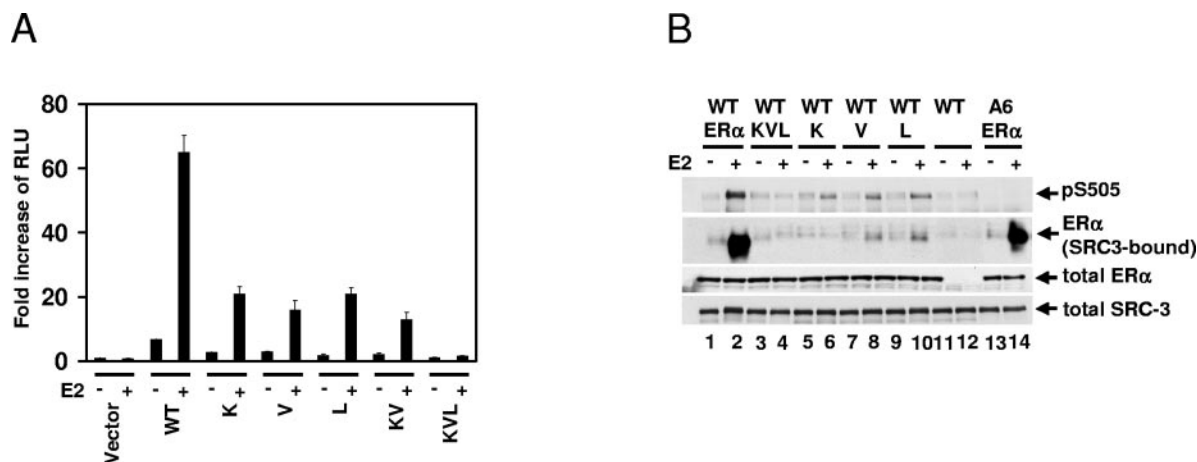 A
Fold increase of RLU
80
60
40
20
0
E2 - + - + - + - + - + - + - +
Vector WT K V L KV KVL
B
WT WT WT WT WT WT A6
ERα KVL K V L ERα
E2 - + - + - + - + - + - + - +
pS505
ERα
(SRC3-bound)
total ERα
total SRC-3
1 2 3 4 5 6 7 8 9 10 11 12 13 14